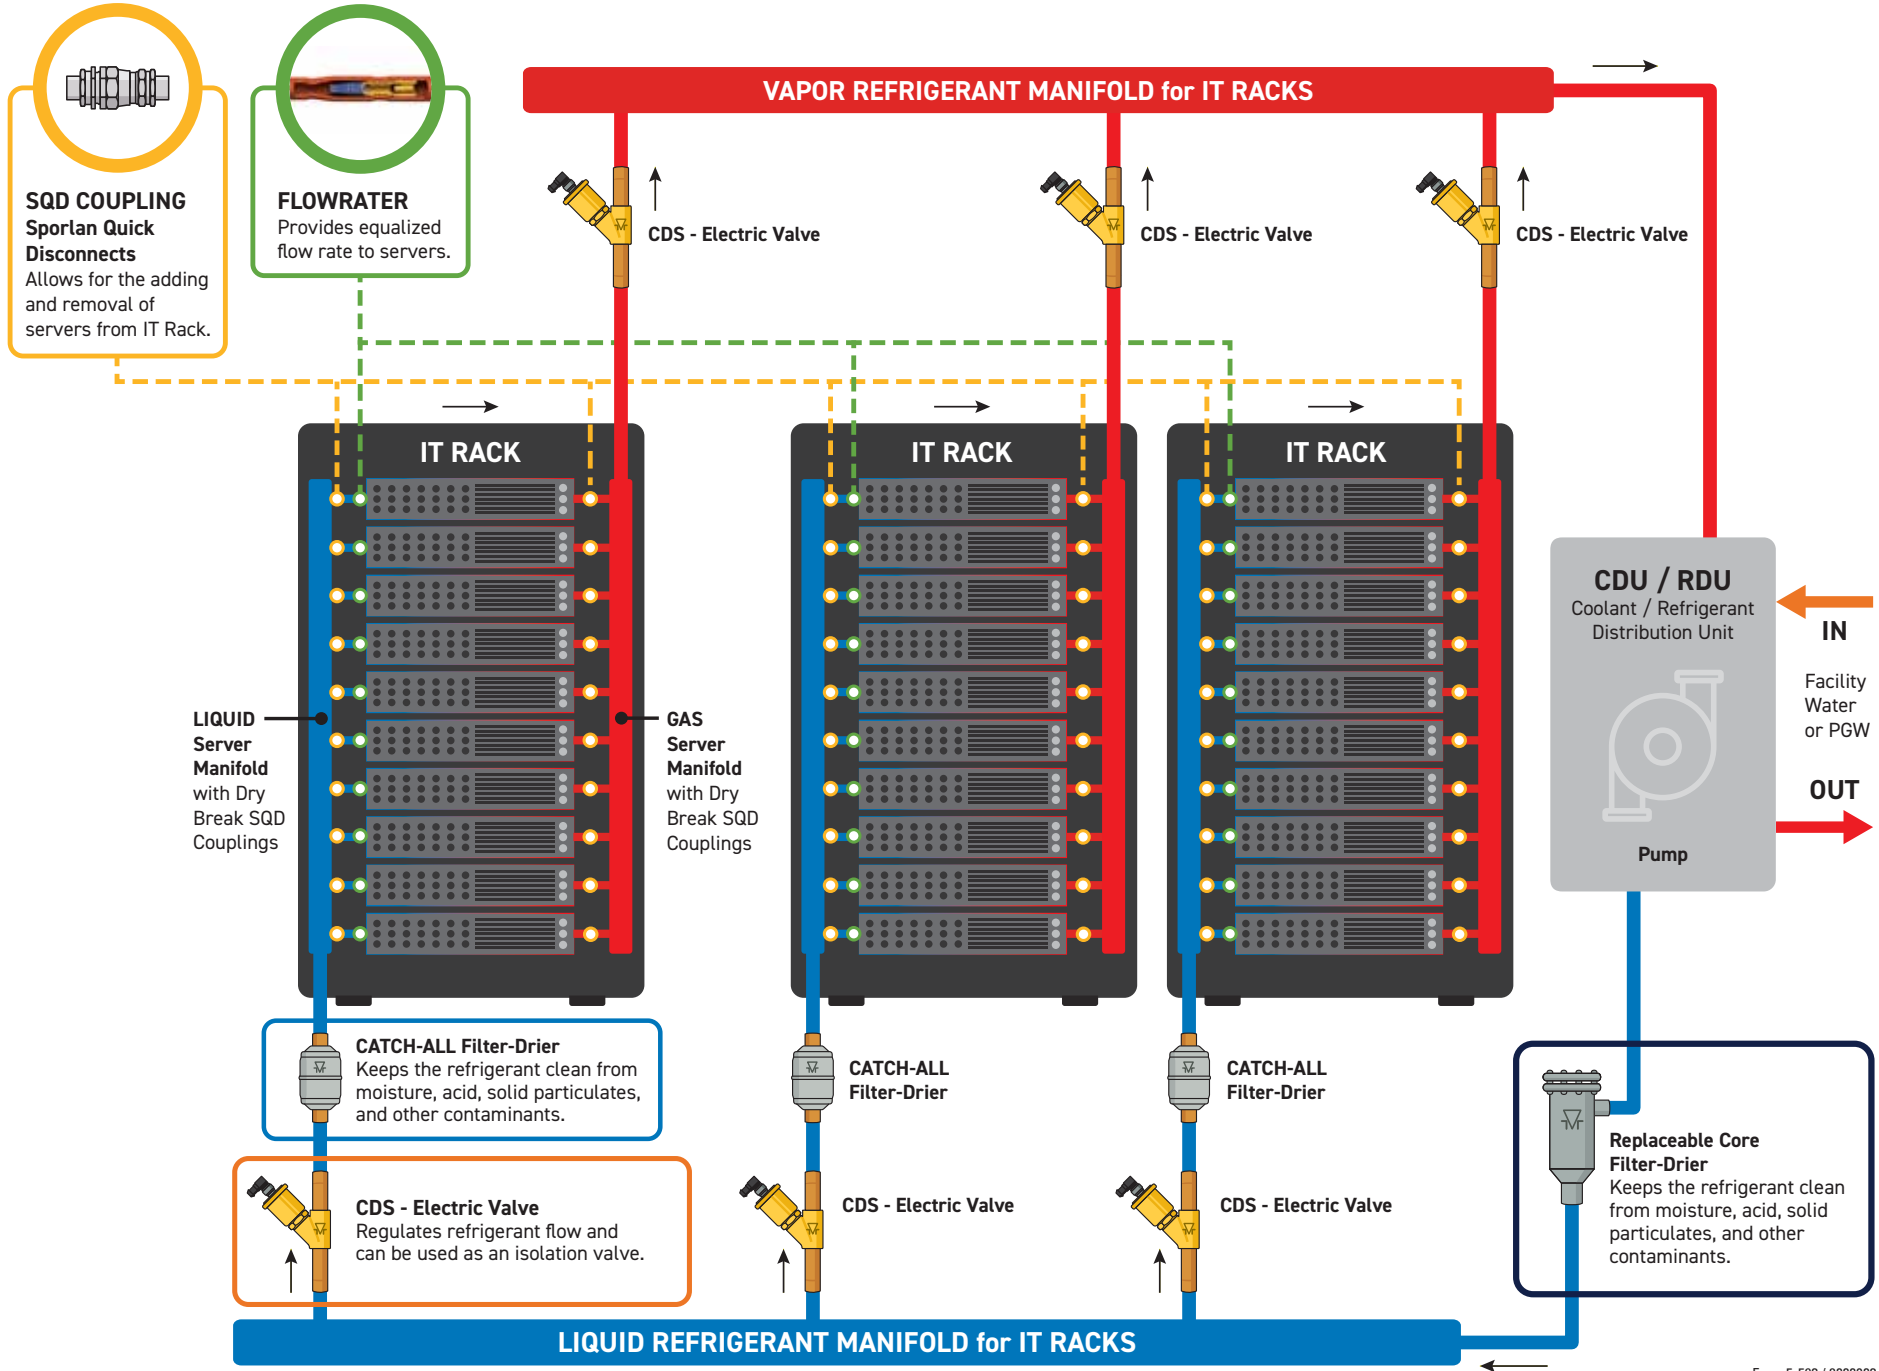 VAPOR REFRIGERANT MANIFOLD for IT RACKS
SQD COUPLING
Sporlan Quick
Disconnects
Allows for the adding
and removal of
servers from IT Rack.
FLOWRATER
Provides equalized
flow rate to servers.
CDS - Electric Valve
CDS - Electric Valve
CDS - Electric Valve
IT RACK
IT RACK
IT RACK
LIQUID
Server
Manifold
with Dry
Break SQD
Couplings
GAS
Server
Manifold
with Dry
Break SQD
Couplings
CDU / RDU
Coolant / Refrigerant
Distribution Unit
Pump
IN
Facility
Water
or PGW
OUT
CATCH-ALL Filter-Drier
Keeps the refrigerant clean from
moisture, acid, solid particulates,
and other contaminants.
CATCH-ALL
Filter-Drier
CATCH-ALL
Filter-Drier
Replaceable Core
Filter-Drier
Keeps the refrigerant clean
from moisture, acid, solid
particulates, and other
contaminants.
CDS - Electric Valve
Regulates refrigerant flow and
can be used as an isolation valve.
CDS - Electric Valve
CDS - Electric Valve
LIQUID REFRIGERANT MANIFOLD for IT RACKS